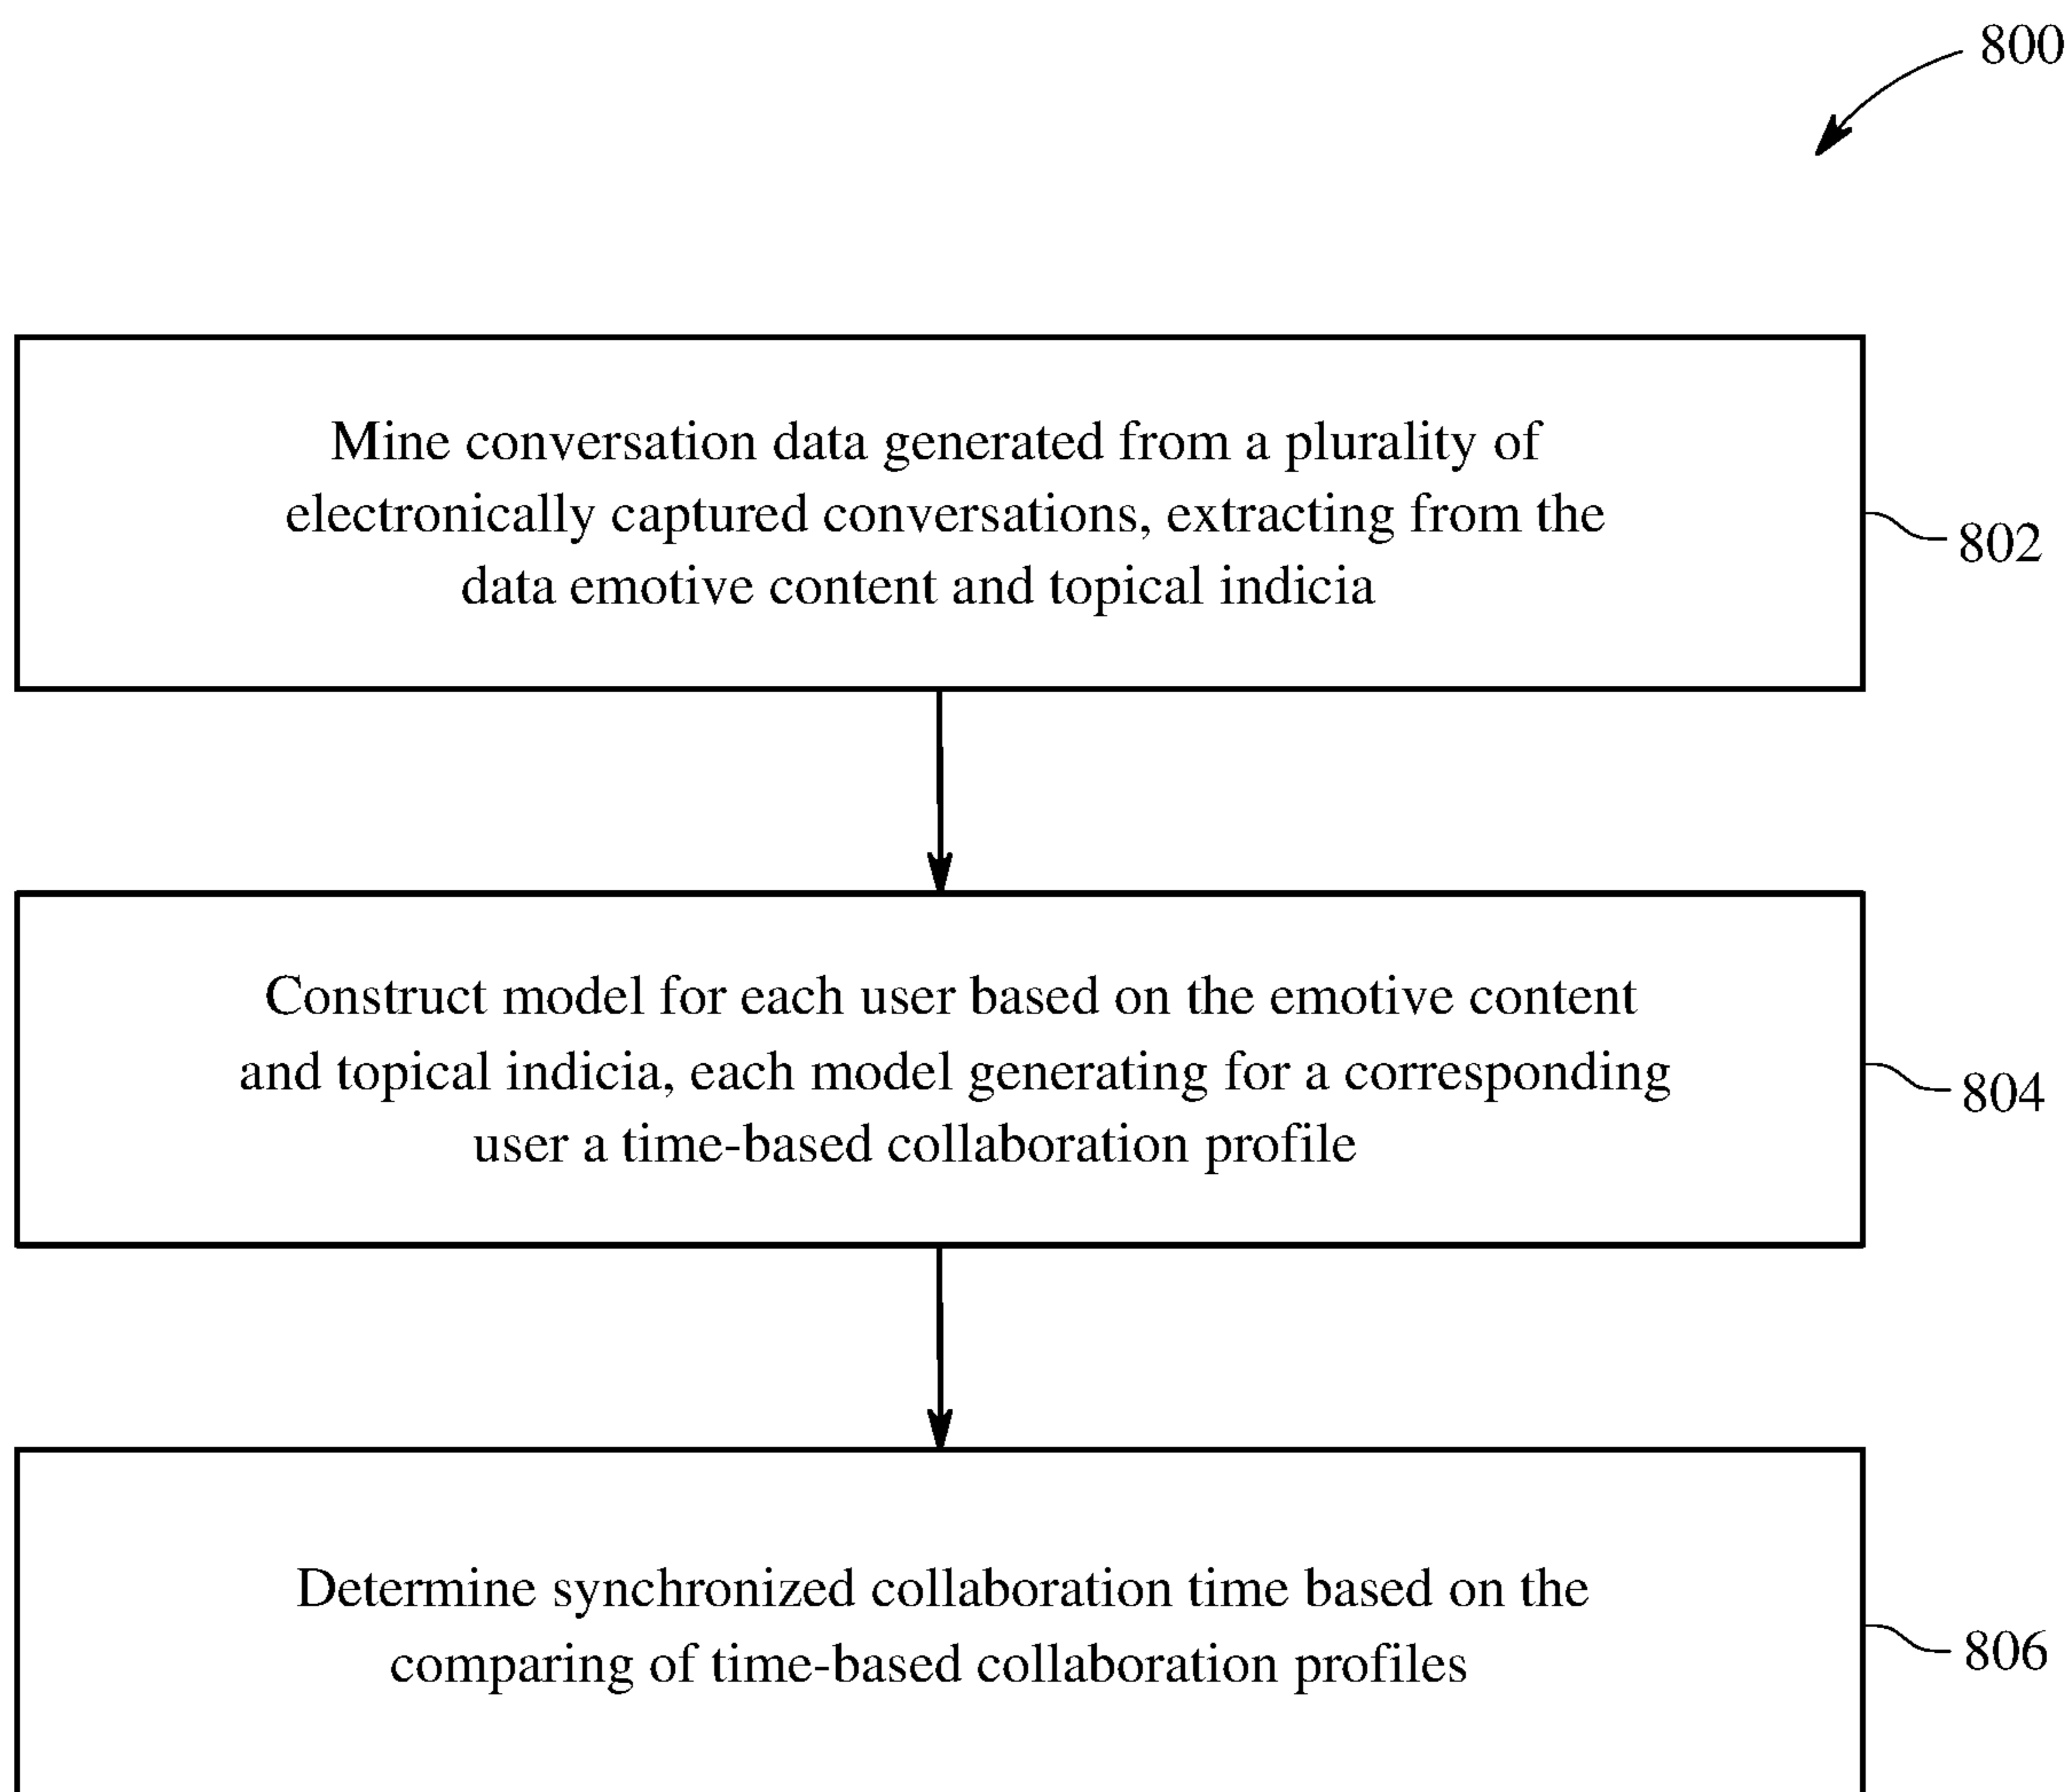 800
Mine conversation data generated from a plurality of
electronically captured conversations, extracting from the
data emotive content and topical indicia
802
Construct model for each user based on the emotive content
and topical indicia, each model generating for a corresponding
user a time-based collaboration profile
804
Determine synchronized collaboration time based on the
comparing of time-based collaboration profiles
806